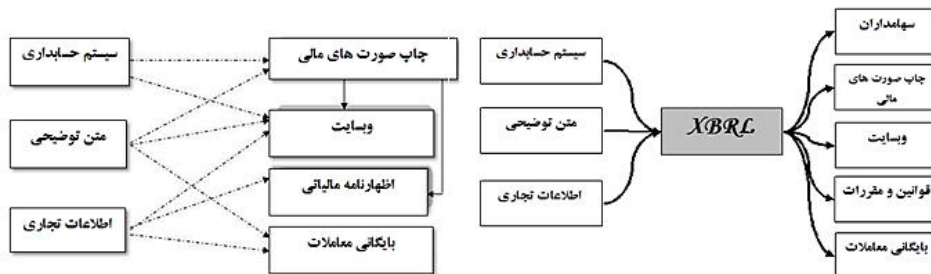 سیستم حسابداری
متن توضیحی
اطلاعات تجاری
چاپ صورت های مالی
وبسایت
اظهارنامه مالیاتی
بایگانی معاملات
سیستم حسابداری
متن توضیحی
اطلاعات تجاری
XBRL
سهامداران
چاپ صورت های
مالی
وبسایت
قوانین و مقررات
بایگانی معاملات